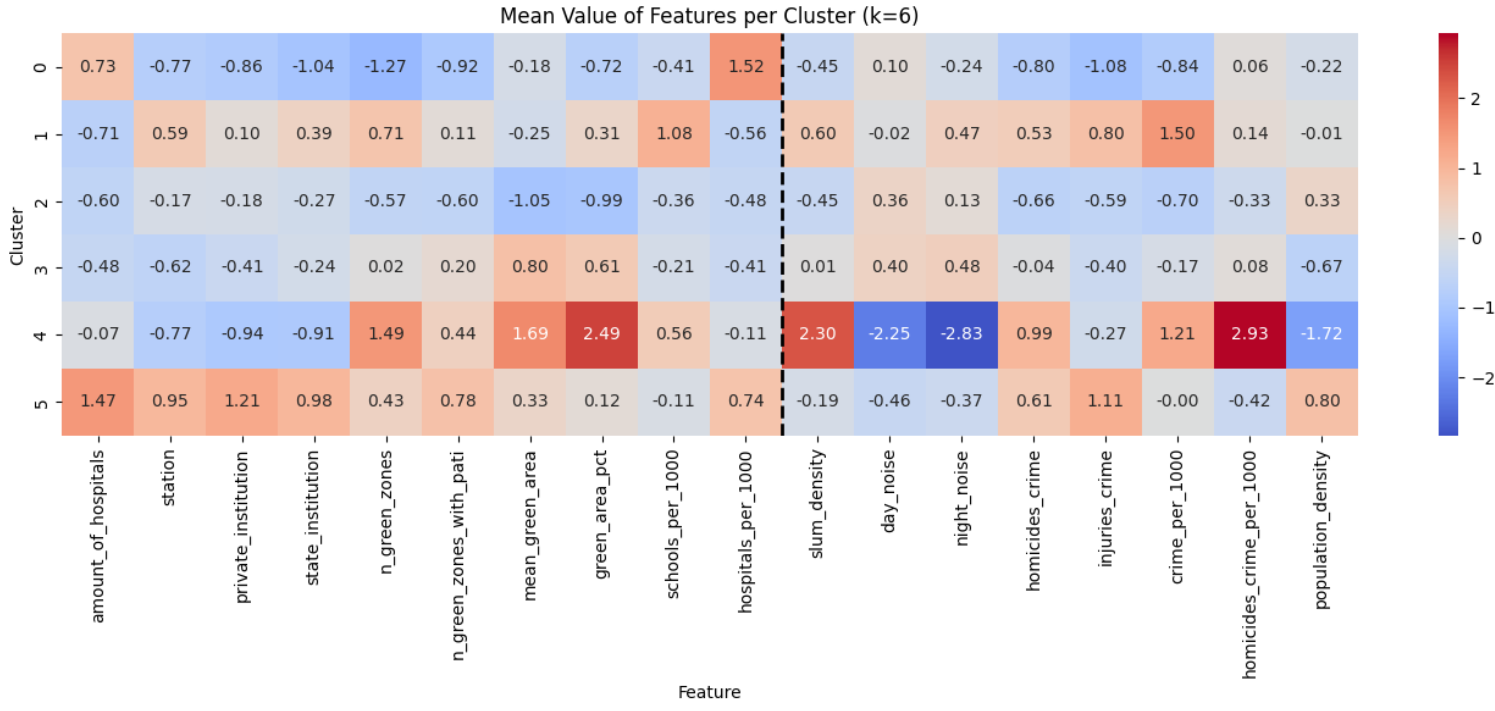 Mean Value of Features per Cluster (k=6)
Cluster
0 0.73 -0.77 -0.86 -1.04 -1.27 -0.92 -0.18 -0.72 -0.41 1.52 -0.45 0.10 -0.24 -0.80 -1.08 -0.84 0.06 -0.22
1 -0.71 0.59 0.10 0.39 0.71 0.11 -0.25 0.31 1.08 -0.56 0.60 -0.02 0.47 0.53 0.80 1.50 0.14 -0.01
2 -0.60 -0.17 -0.18 -0.27 -0.57 -0.60 -1.05 -0.99 -0.36 -0.48 -0.45 0.36 0.13 -0.66 -0.59 -0.70 -0.33 0.33
3 -0.48 -0.62 -0.41 -0.24 0.02 0.20 0.80 0.61 -0.21 -0.41 0.01 0.40 0.48 -0.04 -0.40 -0.17 0.08 -0.67
4 -0.07 -0.77 -0.94 -0.91 1.49 0.44 1.69 2.49 0.56 -0.11 2.30 -2.25 -2.83 0.99 -0.27 1.21 2.93 -1.72
5 1.47 0.95 1.21 0.98 0.43 0.78 0.33 0.12 -0.11 0.74 -0.19 -0.46 -0.37 0.61 1.11 -0.00 -0.42 0.80
amount_of_hospitals
station
private_institution
state_institution
n_green_zones
n_green_zones_with_pati
mean_green_area
green_area_pct
schools_per_1000
hospitals_per_1000
slum_density
day_noise
night_noise
homicides_crime
injuries_crime
crime_per_1000
homicides_crime_per_1000
population_density
Feature
2
1
0
−1
−2